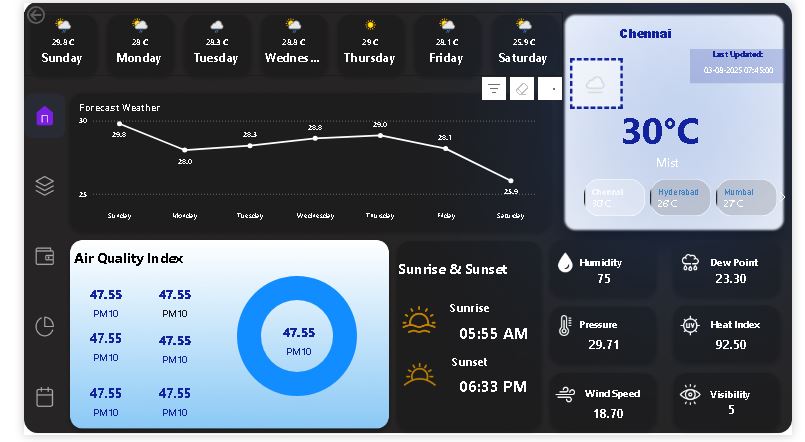 29.8 C
Sunday
28 C
Monday
28.3 C
Tuesday
28.8 C
Wednes ...
29 C
Thursday
28.1 C
Friday
25.9 C
Saturday
Chennai
Last Updated:
03-08-2025 07:45:00
30°C
Mist
Chennai
30°C
Hyderabad
26°C
Mumbai
27°C
Forecast Weather
30
25
29.8
28.0
28.3
28.8
29.0
28.1
25.9
Sunday
Monday
Tuesday
Wednesday
Thursday
Friday
Saturday
Air Quality Index
47.55
PM10
47.55
PM10
47.55
PM10
47.55
PM10
47.55
PM10
47.55
PM10
47.55
PM10
Sunrise & Sunset
Sunrise
05:55 AM
Sunset
06:33 PM
Humidity
75
Dew Point
23.30
Pressure
29.71
UV
Heat Index
92.50
Wind Speed
18.70
Visibility
5